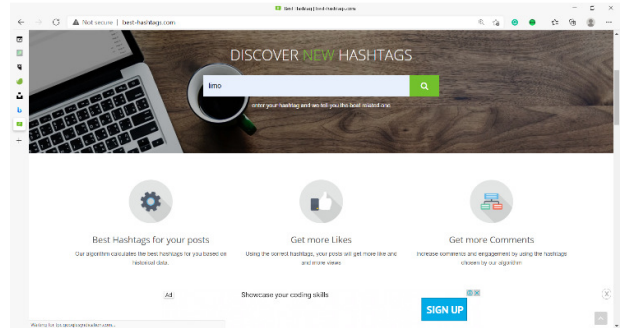 Best Hashtag | best-hashtags.com
Not secure | best-hashtags.com
DISCOVER NEW HASHTAGS
limo
enter your hashtag and we tell you the best related one
Best Hashtags for your posts
Our algorithm calculates the best hashtags for you based on
historical data.
Get more Likes
Using the correct hashtags, your posts will get more like and
and more views
Get more Comments
Increase comments and engagement by using the hashtags
chosen by our algorithm
Ad
Showcase your coding skills
SIGN UP